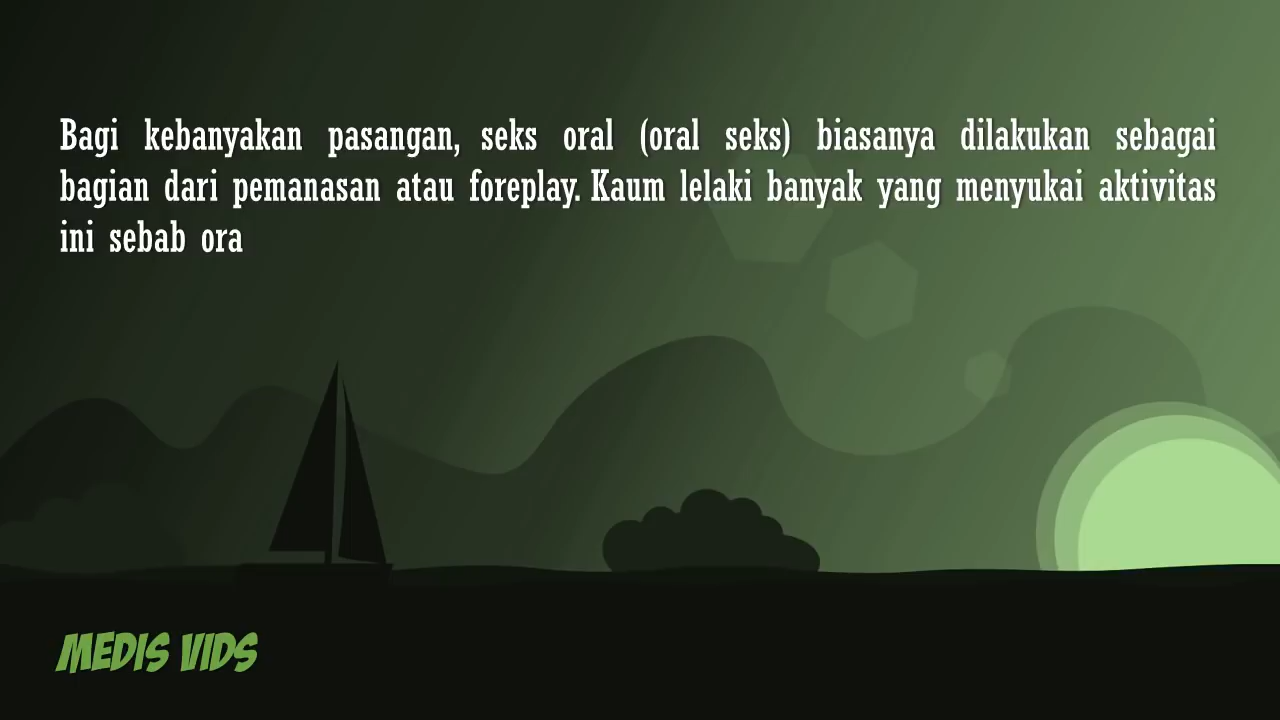 Bagi kebanyakan pasangan, seks oral (oral seks) biasanya dilakukan sebagai
bagian dari pemanasan atau foreplay. Kaum lelaki banyak yang menyukai aktivitas
ini sebab ora
MEDIS VIDS